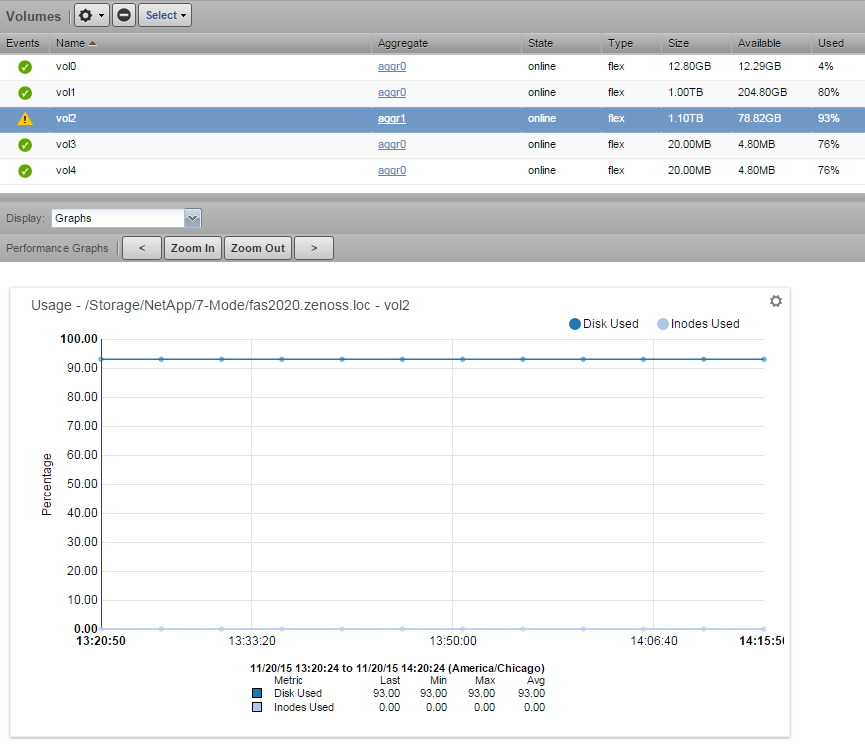 Volumes Select
Events Name Aggregate State Type Size Available Used
vol0 aggr0 online flex 12.80GB 12.29GB 4%
vol1 aggr0 online flex 1.00TB 204.80GB 80%
vol2 aggr1 online flex 1.10TB 78.82GB 93%
vol3 aggr0 online flex 20.00MB 4.80MB 76%
vol4 aggr0 online flex 20.00MB 4.80MB 76%
Display: Graphs
Performance Graphs < Zoom In Zoom Out >
Usage - /Storage/NetApp/7-Mode/fas2020.zenoss.loc - vol2
Disk Used Inodes Used
100.00
90.00
80.00
70.00
60.00
Percentage
50.00
40.00
30.00
20.00
10.00
0.00
13:20:50 13:33:20 13:50:00 14:06:40 14:15:50
11/20/15 13:20:24 to 11/20/15 14:20:24 (America/Chicago)
Metric Last Min Max Avg
Disk Used 93.00 93.00 93.00 93.00
Inodes Used 0.00 0.00 0.00 0.00